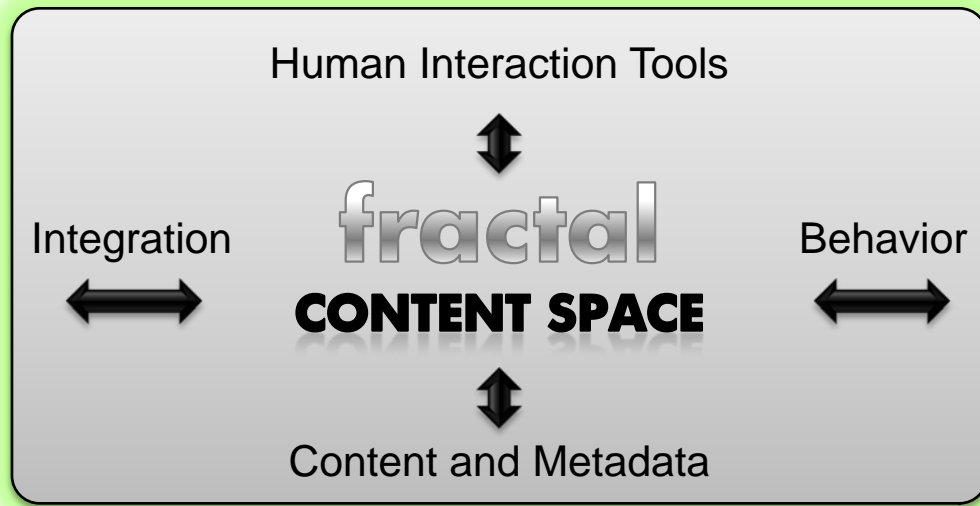 Human Interaction Tools
fractal
Integration
Behavior
CONTENT SPACE
Content and Metadata